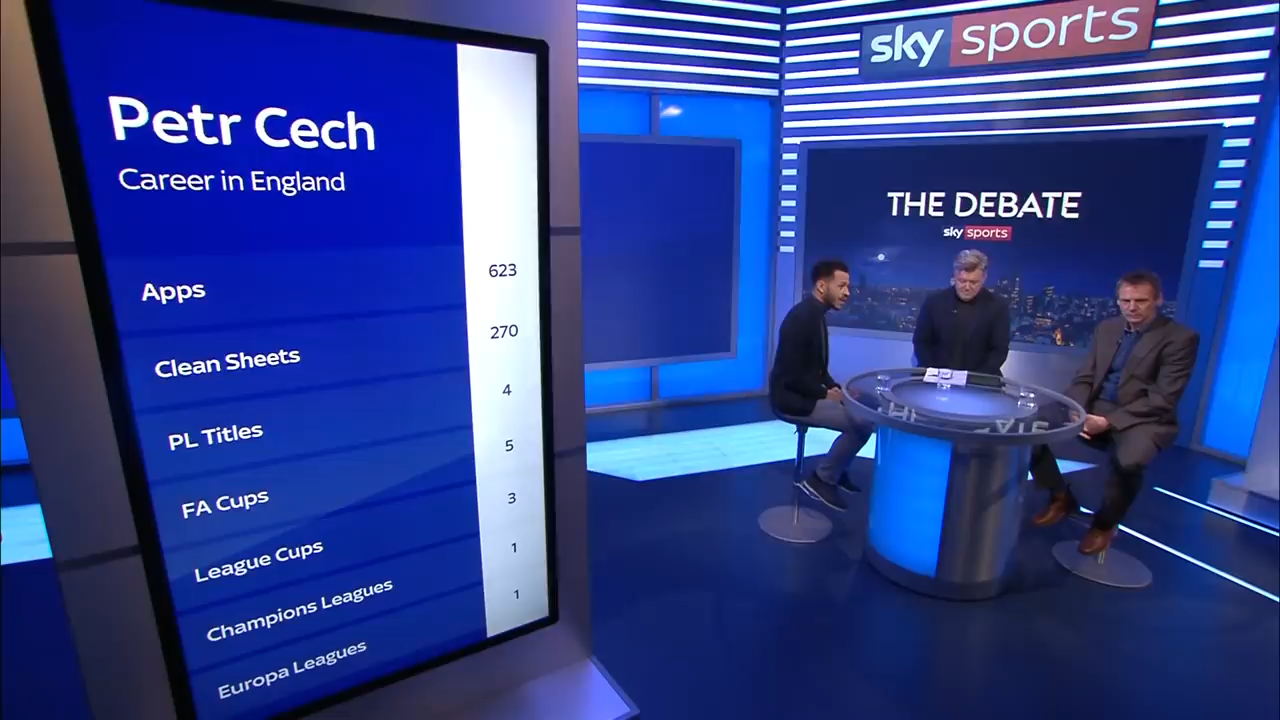 Petr Cech
Career in England
Apps 623
Clean Sheets 270
PL Titles 4
FA Cups 5
League Cups 3
Champions Leagues 1
Europa Leagues 1
sky sports
THE DEBATE
sky sports